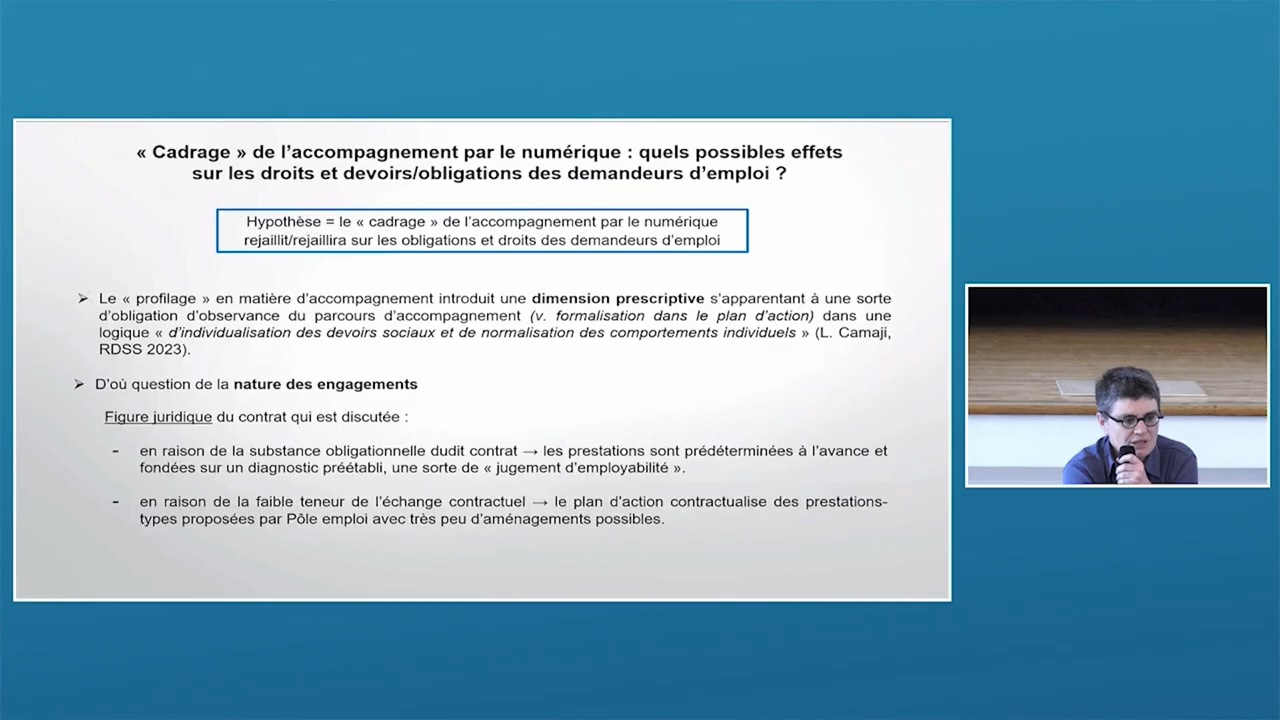 « Cadrage » de l'accompagnement par le numérique : quels possibles effets
sur les droits et devoirs/obligations des demandeurs d'emploi ?
Hypothèse = le « cadrage » de l'accompagnement par le numérique
rejaillit/rejaillira sur les obligations et droits des demandeurs d'emploi
➢ Le « profilage » en matière d'accompagnement introduit une dimension prescriptive s'apparentant à une sorte
d'obligation d'observance du parcours d'accompagnement (v. formalisation dans le plan d'action) dans une
logique « d'individualisation des devoirs sociaux et de normalisation des comportements individuels » (L. Camaji,
RDSS 2023).
➢ D'où question de la nature des engagements
Figure juridique du contrat qui est discutée :
- en raison de la substance obligationnelle dudit contrat → les prestations sont prédéterminées à l'avance et
fondées sur un diagnostic préétabli, une sorte de « jugement d'employabilité ».
- en raison de la faible teneur de l'échange contractuel → le plan d'action contractualise des prestations-
types proposées par Pôle emploi avec très peu d'aménagements possibles.